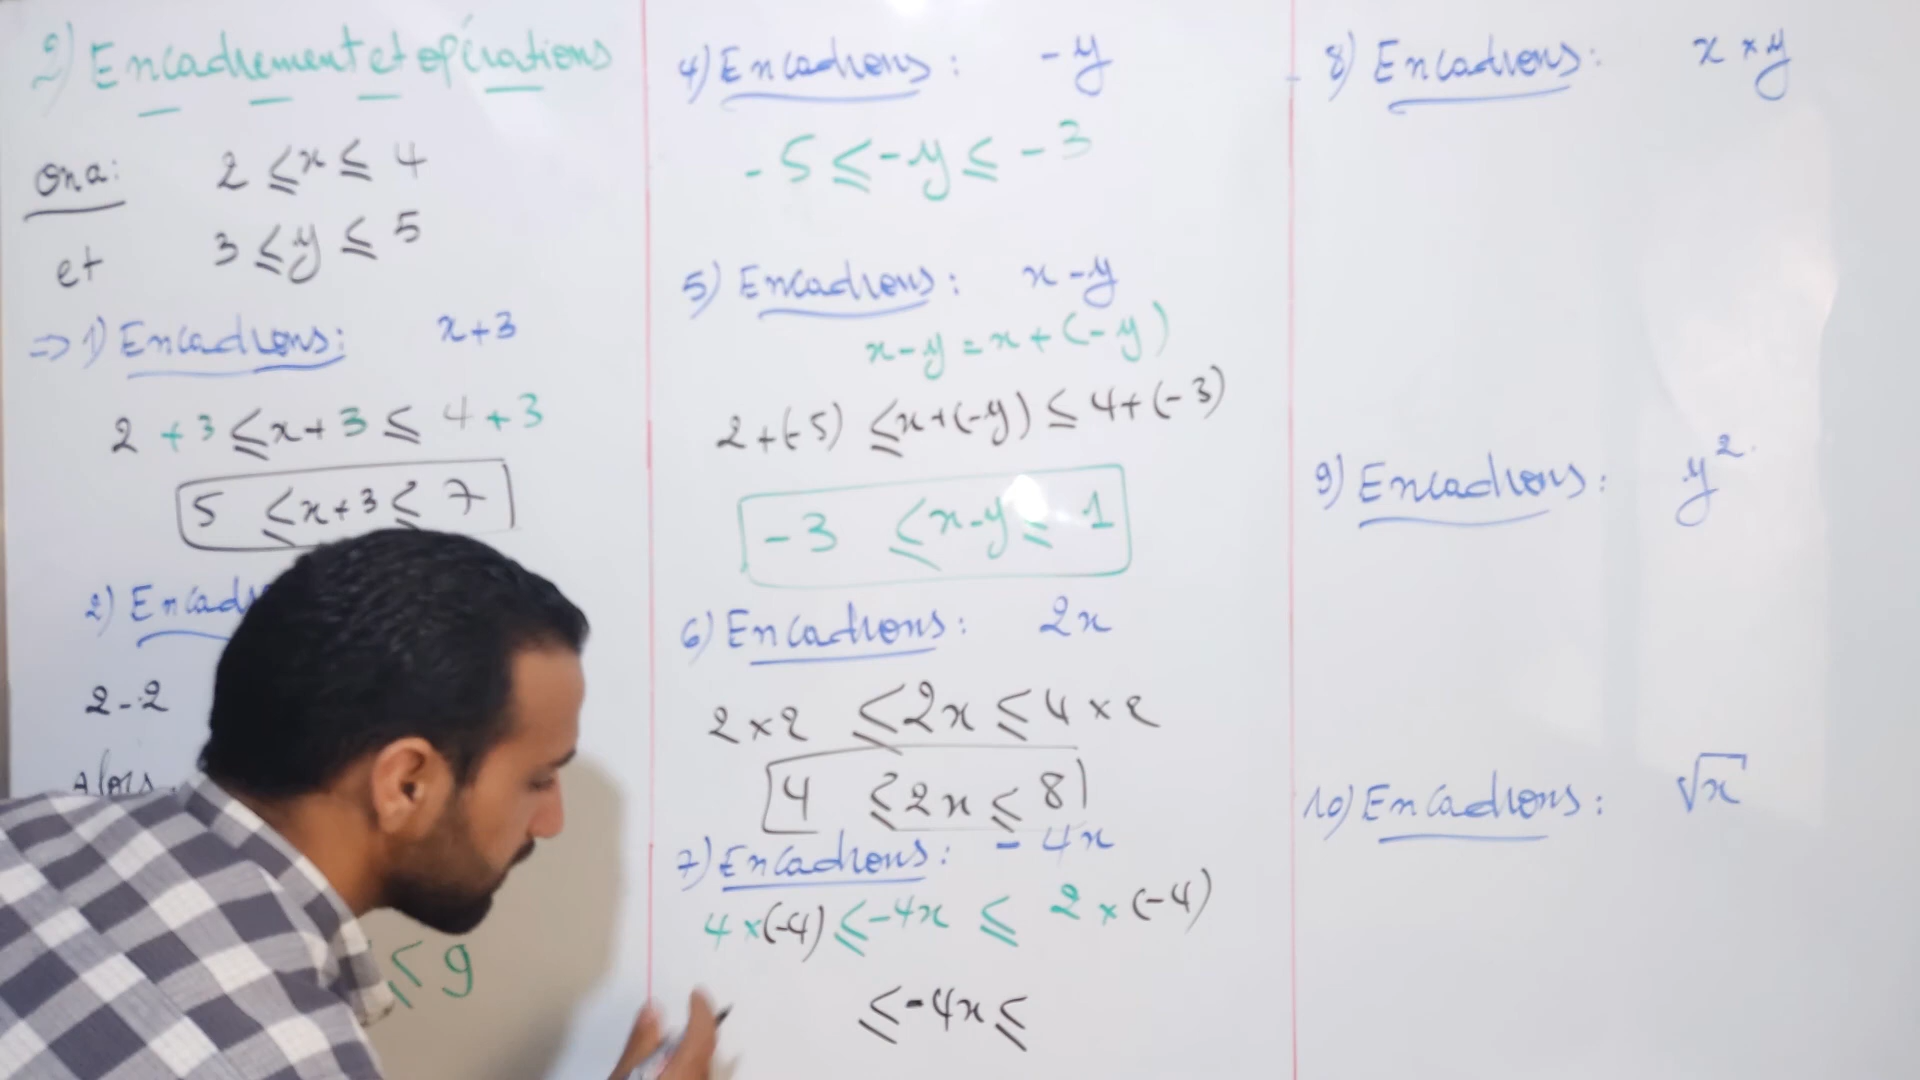 2) Encadrement et opérations
On a : 2 ≤ x ≤ 4
et 3 ≤ y ≤ 5
=> 1) Encadrons : x+3
2 +3 ≤ x+3 ≤ 4 +3
5 ≤ x+3 ≤ 7
2)
2-2
Alors
≤ 9
4) Encadrons : -y
-5 ≤ -y ≤ -3
5) Encadrons : x-y
x-y = x+(-y)
2+(-5) ≤ x+(-y) ≤ 4+(-3)
-3 ≤ x-y ≤ 1
6) Encadrons : 2x
2×2 ≤ 2x ≤ 4×2
4 ≤ 2x ≤ 8
7) Encadrons : -4x
4×(-4) ≤ -4x ≤ 2×(-4)
≤ -4x ≤
8) Encadrons : x×y
9) Encadrons : y²
10) Encadrons : √x